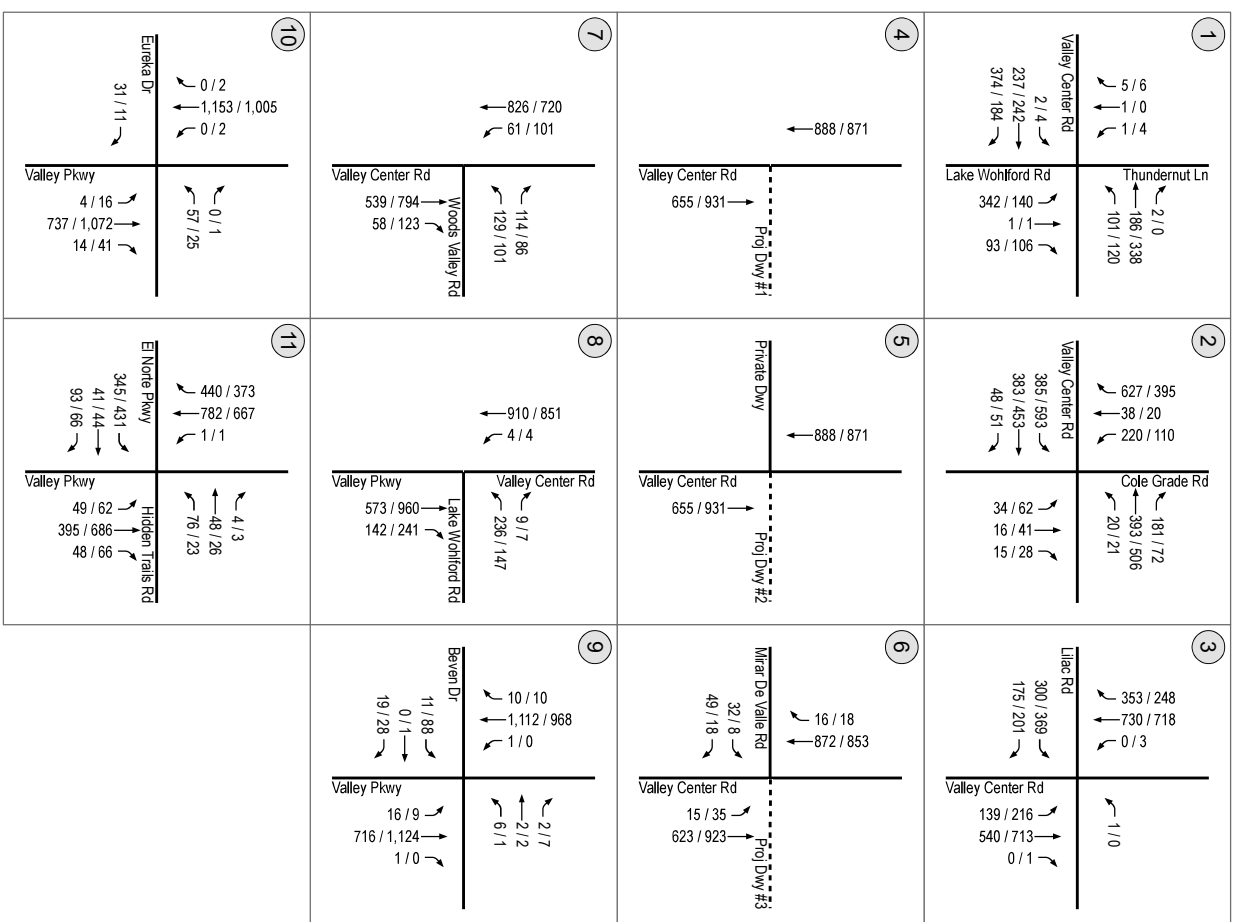 1
Valley Center Rd
374 / 184
237 / 242
2 / 4
5 / 6
1 / 0
1 / 4
Lake Wohlford Rd
Thundernut Ln
342 / 140
1 / 1
93 / 106
101 / 120
186 / 338
2 / 0
2
Valley Center Rd
48 / 51
383 / 453
385 / 593
627 / 395
38 / 20
220 / 110
Cole Grade Rd
34 / 62
16 / 41
15 / 28
20 / 21
393 / 506
181 / 72
3
Lilac Rd
175 / 201
300 / 369
353 / 248
730 / 718
0 / 3
Valley Center Rd
139 / 216
540 / 713
0 / 1
1 / 0
4
888 / 871
Valley Center Rd
655 / 931
Proj Dwy #1
5
Private Dwy
888 / 871
Valley Center Rd
655 / 931
Proj Dwy #2
6
Mirar De Valle Rd
49 / 18
32 / 8
16 / 18
872 / 853
Valley Center Rd
15 / 35
623 / 923
Proj Dwy #3
7
826 / 720
61 / 101
Valley Center Rd
539 / 794
58 / 123
Woods Valley Rd
129 / 101
114 / 86
8
910 / 851
4 / 4
Valley Pkwy
Valley Center Rd
573 / 960
142 / 241
Lake Wohlford Rd
236 / 147
9 / 7
9
Beven Dr
19 / 28
0 / 1
11 / 88
10 / 10
1,112 / 968
1 / 0
Valley Pkwy
16 / 9
716 / 1,124
1 / 0
6 / 1
2 / 2
2 / 7
10
Eureka Dr
31 / 11
0 / 2
1,153 / 1,005
0 / 2
Valley Pkwy
4 / 16
737 / 1,072
14 / 41
57 / 25
0 / 1
11
El Norte Pkwy
93 / 66
41 / 44
345 / 431
440 / 373
782 / 667
1 / 1
Valley Pkwy
49 / 62
395 / 686
48 / 66
Hidden Trails Rd
76 / 23
48 / 26
4 / 3